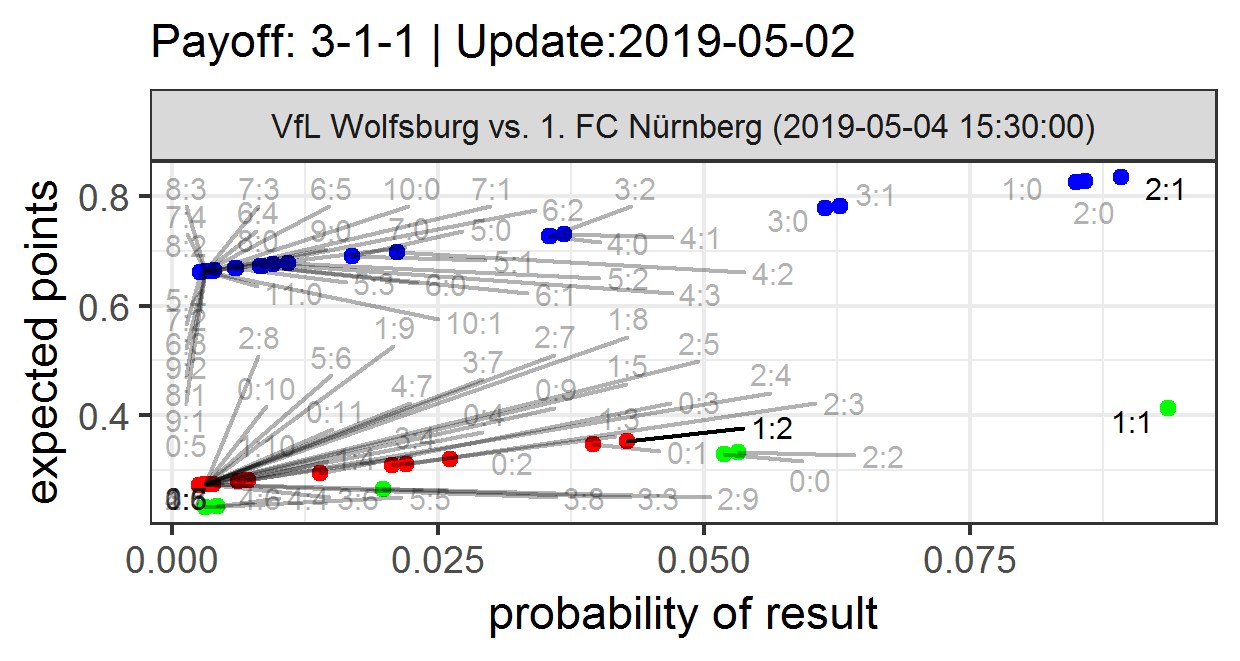 Payoff: 3-1-1 | Update:2019-05-02
VfL Wolfsburg vs. 1. FC Nürnberg (2019-05-04 15:30:00)
8:3 7:3 6:5 10:0 7:1 3:2 3:1 1:0 2:1
7:4 6:4 6:2 3:0 2:0
8:2 8:0 9:0 7:0 5:0 4:0 4:1
5:1 4:2
11:0 5:3 6:0 6:1 5:2 4:3
10:1
6:3
9:2 2:8 1:9 2:7 1:8
8:1 5:6 3:7 1:5 2:5
9:1 0:10 4:7 0:9 2:4
0:5 0:11 0:4 1:3 0:3 2:3
1:10 3:4 1:2 1:1
1:4 0:2 0:1 2:2
0:0
4:6 4:4 3:6 5:5 3:8 3:3 2:9
expected points
0.8
0.6
0.4
0.000 0.025 0.050 0.075
probability of result